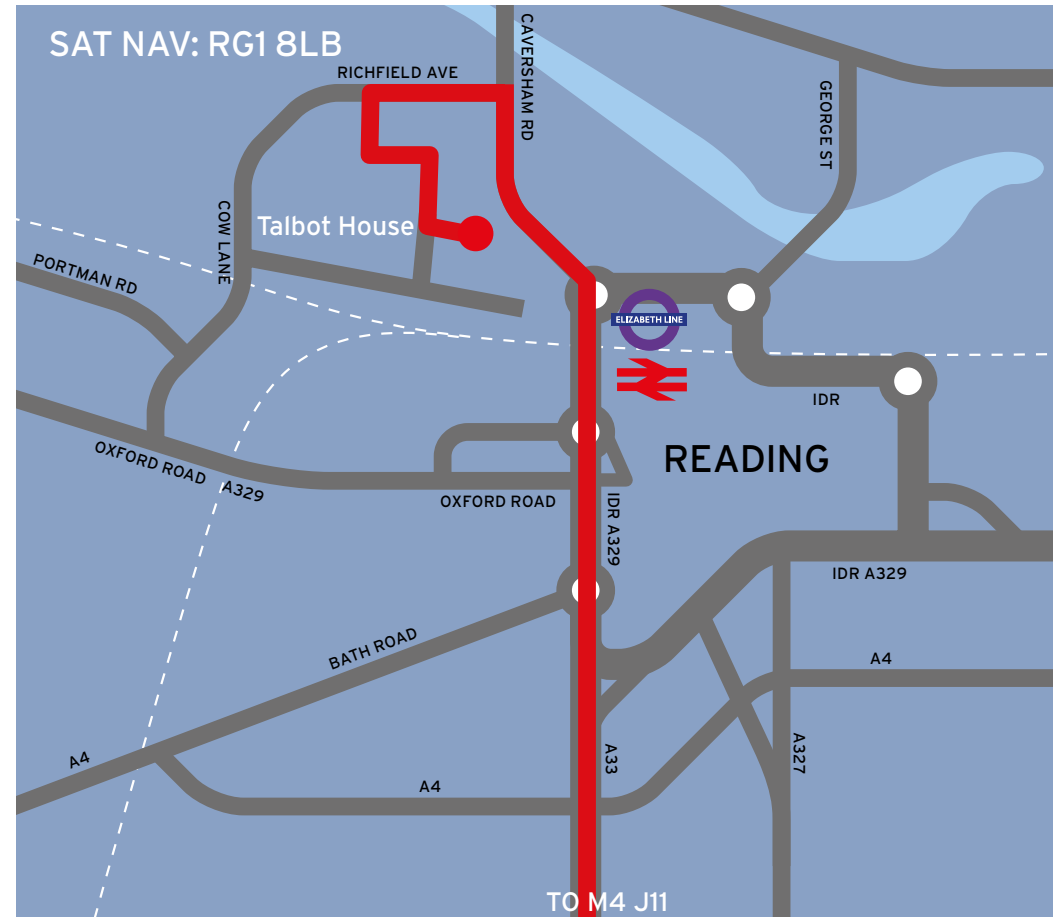 SAT NAV: RG1 8LB
RICHFIELD AVE
CAVERSHAM RD
GEORGE ST
COW LANE
Talbot House
PORTMAN RD
ELIZABETH LINE
IDR
OXFORD ROAD A329
READING
OXFORD ROAD
IDR A329
IDR A329
BATH ROAD
A4
A4
A33
A327
A4
TO M4 J11